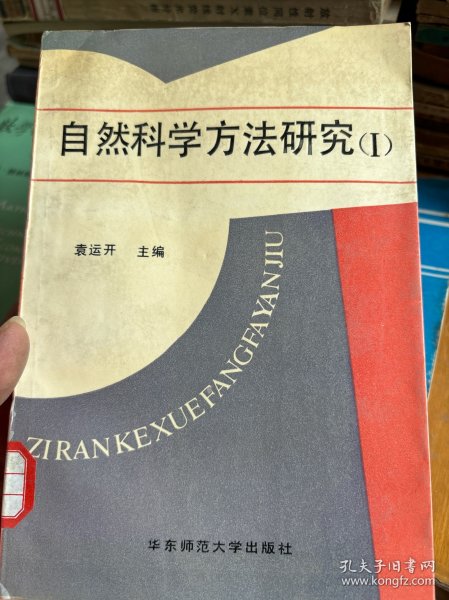 自然科学方法研究(I)
袁运开 主编
ZIRANKEXUEFANGFAYANJIU
华东师范大学出版社
孔夫子旧书网
www.kongfz.com